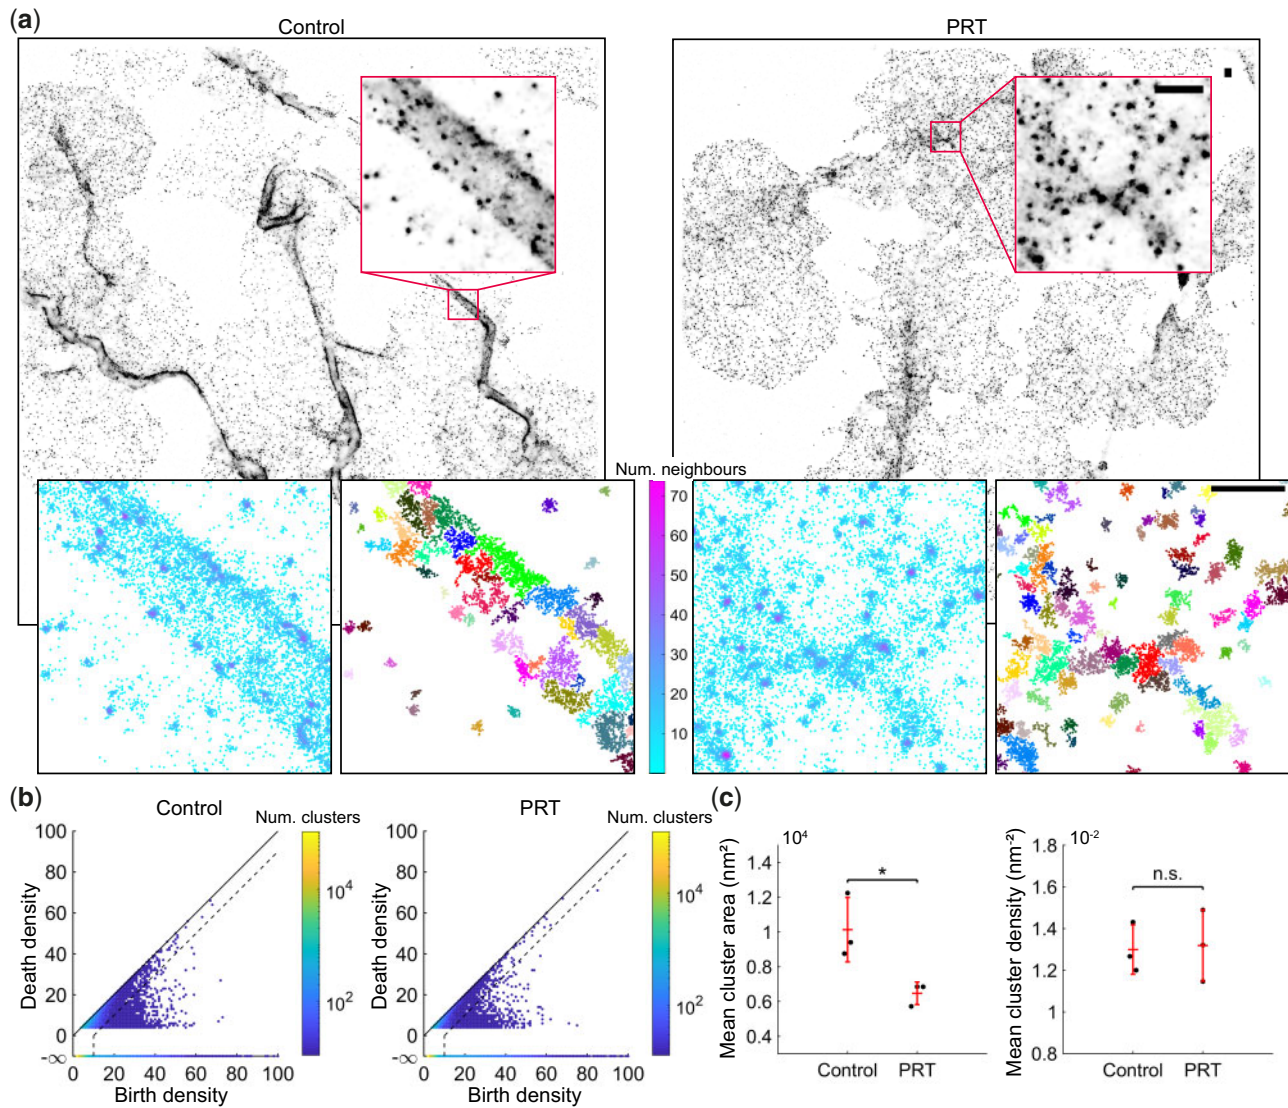 (a)
Control
PRT
Num. neighbours
70
60
50
40
30
20
10
(b)
Control
PRT
Num. clusters
Num. clusters
Death density
100
80
60
40
20
0
-∞
0 20 40 60 80 100
Birth density
10⁴
10²
Death density
100
80
60
40
20
0
-∞
0 20 40 60 80 100
Birth density
10⁴
10²
(c)
10⁴
Mean cluster area (nm²)
1.4
1.2
1
0.8
0.6
0.4
*
Control PRT
10⁻²
Mean cluster density (nm⁻²)
1.8
1.6
1.4
1.2
1
0.8
n.s.
Control PRT